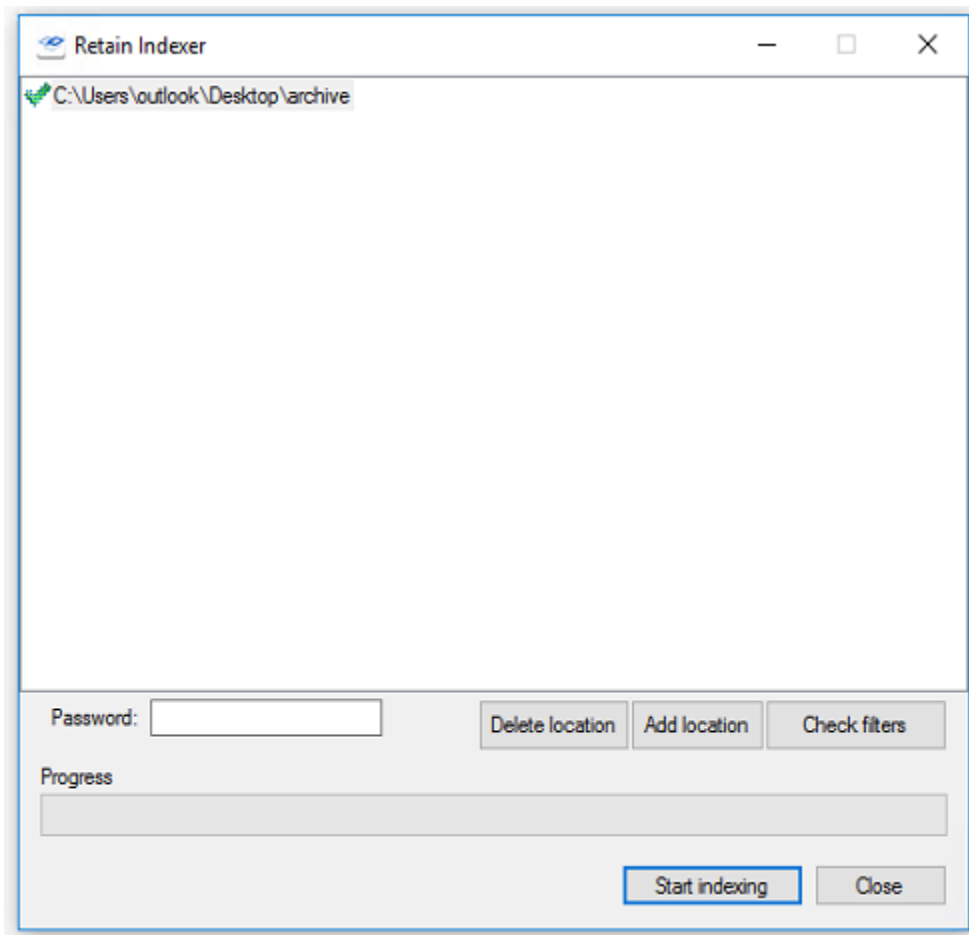 Retain Indexer
C:\Users\outlook\Desktop\archive
Password:
Delete location
Add location
Check filters
Progress
Start indexing
Close